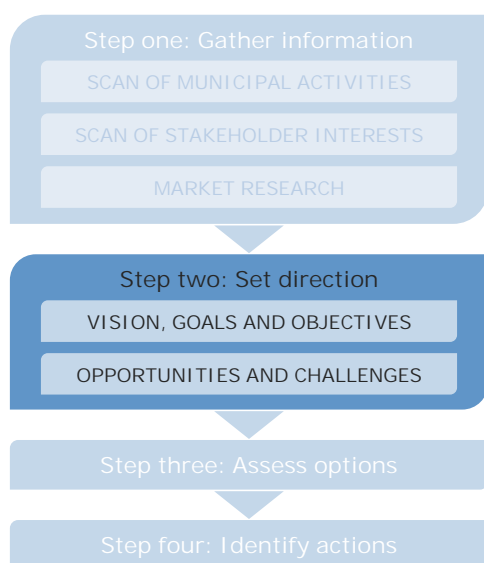 Step one: Gather information
SCAN OF MUNICIPAL ACTIVITIES
SCAN OF STAKEHOLDER INTERESTS
MARKET RESEARCH
Step two: Set direction
VISION, GOALS AND OBJECTIVES
OPPORTUNITIES AND CHALLENGES
Step three: Assess options
Step four: Identify actions